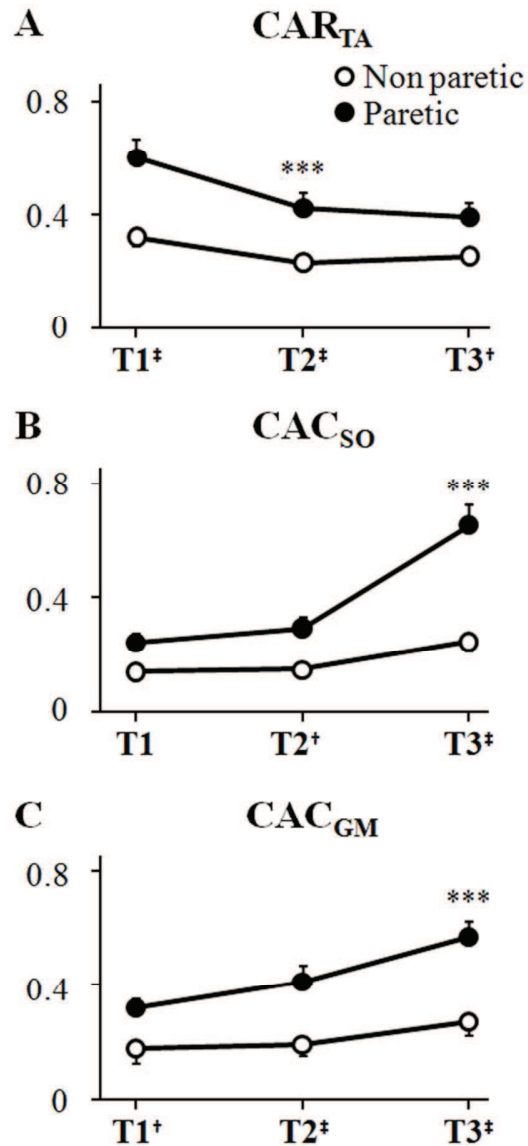 A CAR_TA
Non paretic
Paretic
0.8
***
0.4
0
T1‡ T2‡ T3†
B CAC_SO
0.8
***
0.4
0
T1 T2† T3‡
C CAC_GM
0.8
***
0.4
0
T1† T2‡ T3‡